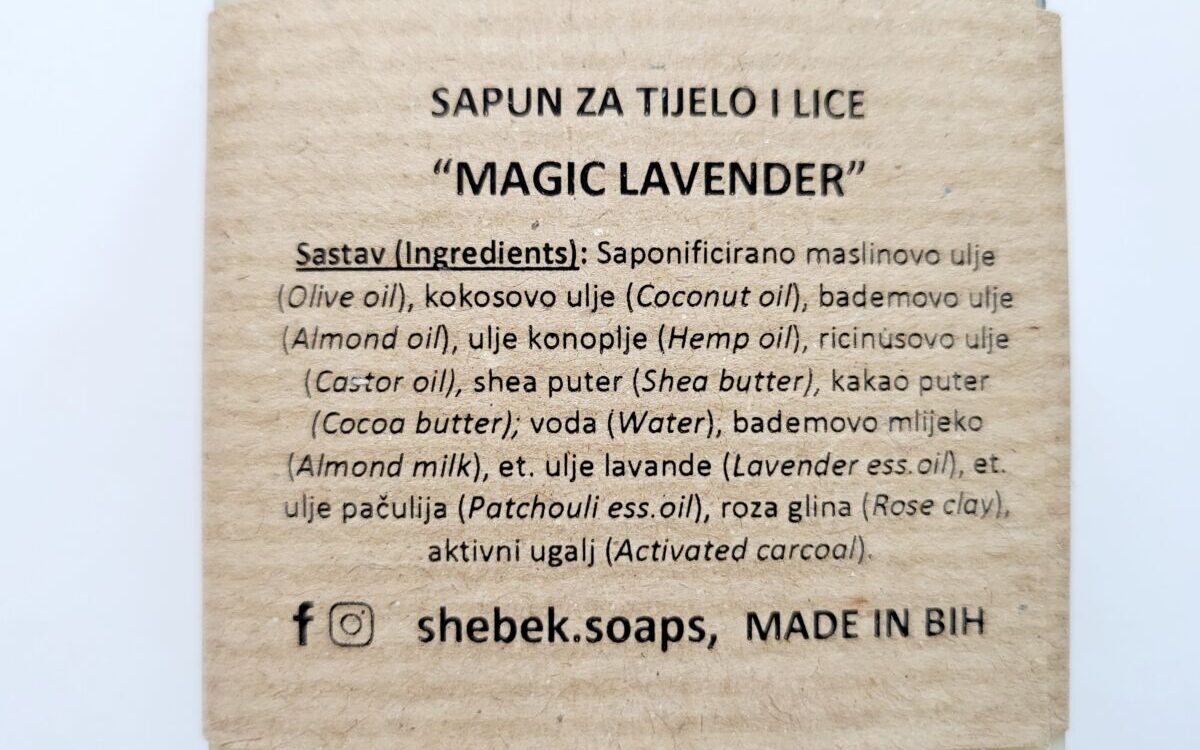 SAPUN ZA TIJELO I LICE
“MAGIC LAVENDER”
Sastav (Ingredients): Saponificirano maslinovo ulje
(Olive oil), kokosovo ulje (Coconut oil), bademovo ulje
(Almond oil), ulje konoplje (Hemp oil), ricinusovo ulje
(Castor oil), shea puter (Shea butter), kakao puter
(Cocoa butter); voda (Water), bademovo mlijeko
(Almond milk), et. ulje lavande (Lavender ess.oil), et.
ulje pačulija (Patchouli ess.oil), roza glina (Rose clay),
aktivni ugalj (Activated carcoal).
f shebek.soaps, MADE IN BIH